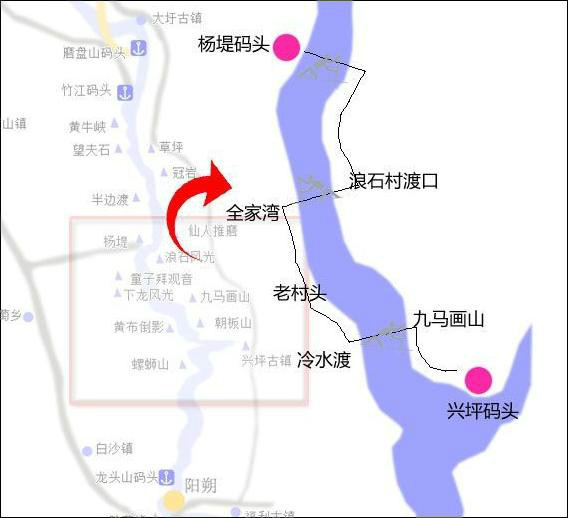 大圩古镇
杨堤码头
磨盘山码头
竹江码头
山镇
黄牛峡
望夫石
草坪
冠岩
浪石村渡口
半边渡
全家湾
仙人推磨
杨堤
浪石风光
童子拜观音
老村头
下龙风光
九马画山
九马画山
黄布倒影
朝板山
冷水渡
螺蛳山
兴坪古镇
兴坪码头
白沙镇
龙头山码头
阳朔
福利古镇